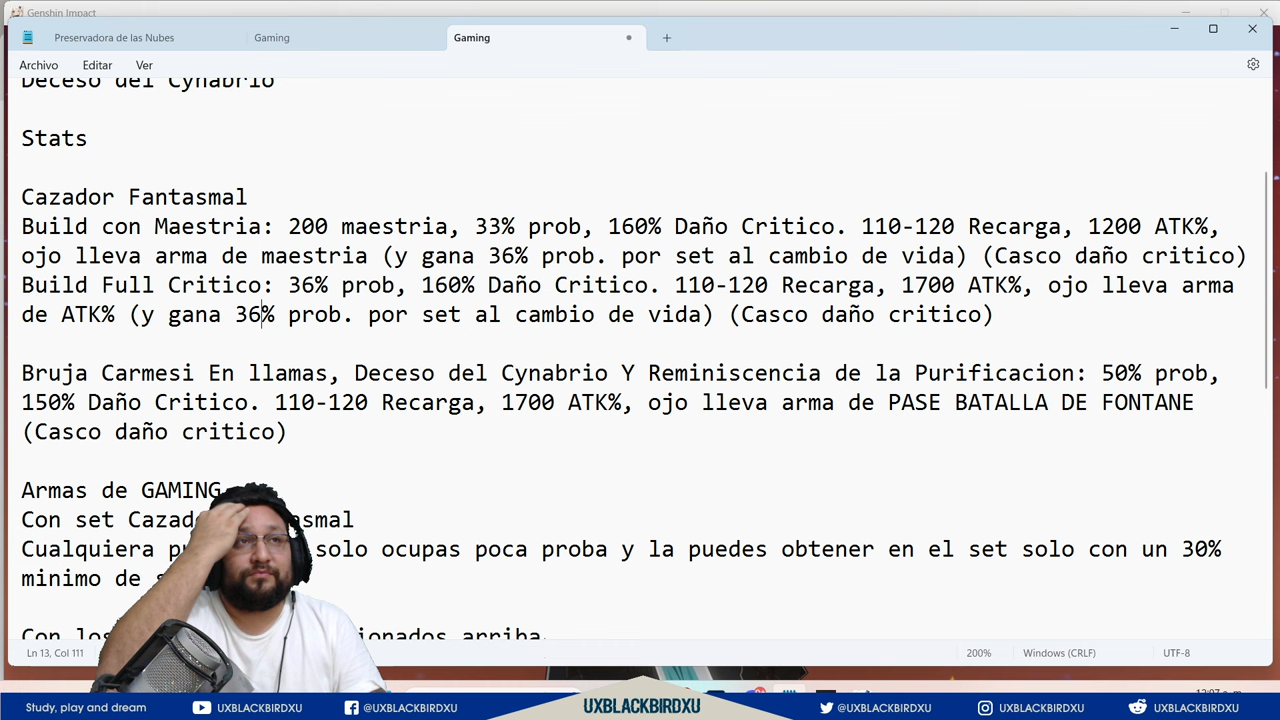 Genshin Impact
Preservadora de las Nubes
Gaming
Gaming
Archivo Editar Ver
Deceso del Cynabrio
Stats
Cazador Fantasmal
Build con Maestria: 200 maestria, 33% prob, 160% Daño Critico. 110-120 Recarga, 1200 ATK%,
ojo lleva arma de maestria (y gana 36% prob. por set al cambio de vida) (Casco daño critico)
Build Full Critico: 36% prob, 160% Daño Critico. 110-120 Recarga, 1700 ATK%, ojo lleva arma
de ATK% (y gana 36% prob. por set al cambio de vida) (Casco daño critico)
Bruja Carmesi En llamas, Deceso del Cynabrio Y Reminiscencia de la Purificacion: 50% prob,
150% Daño Critico. 110-120 Recarga, 1700 ATK%, ojo lleva arma de PASE BATALLA DE FONTANE
(Casco daño critico)
Armas de GAMING
Con set
Cualquiera solo ocupas poca proba y la puedes obtener en el set solo con un 30%
minimo de
arriba.
Ln 13, Col 111
200%
Windows (CRLF)
UTF-8
Study, play and dream
UXBLACKBIRDXU
@UXBLACKBIRDXU
UXBLACKBIRDXU
@UXBLACKBIRDXU
@UXBLACKBIRDXU
@UXBLACKBIRDXU